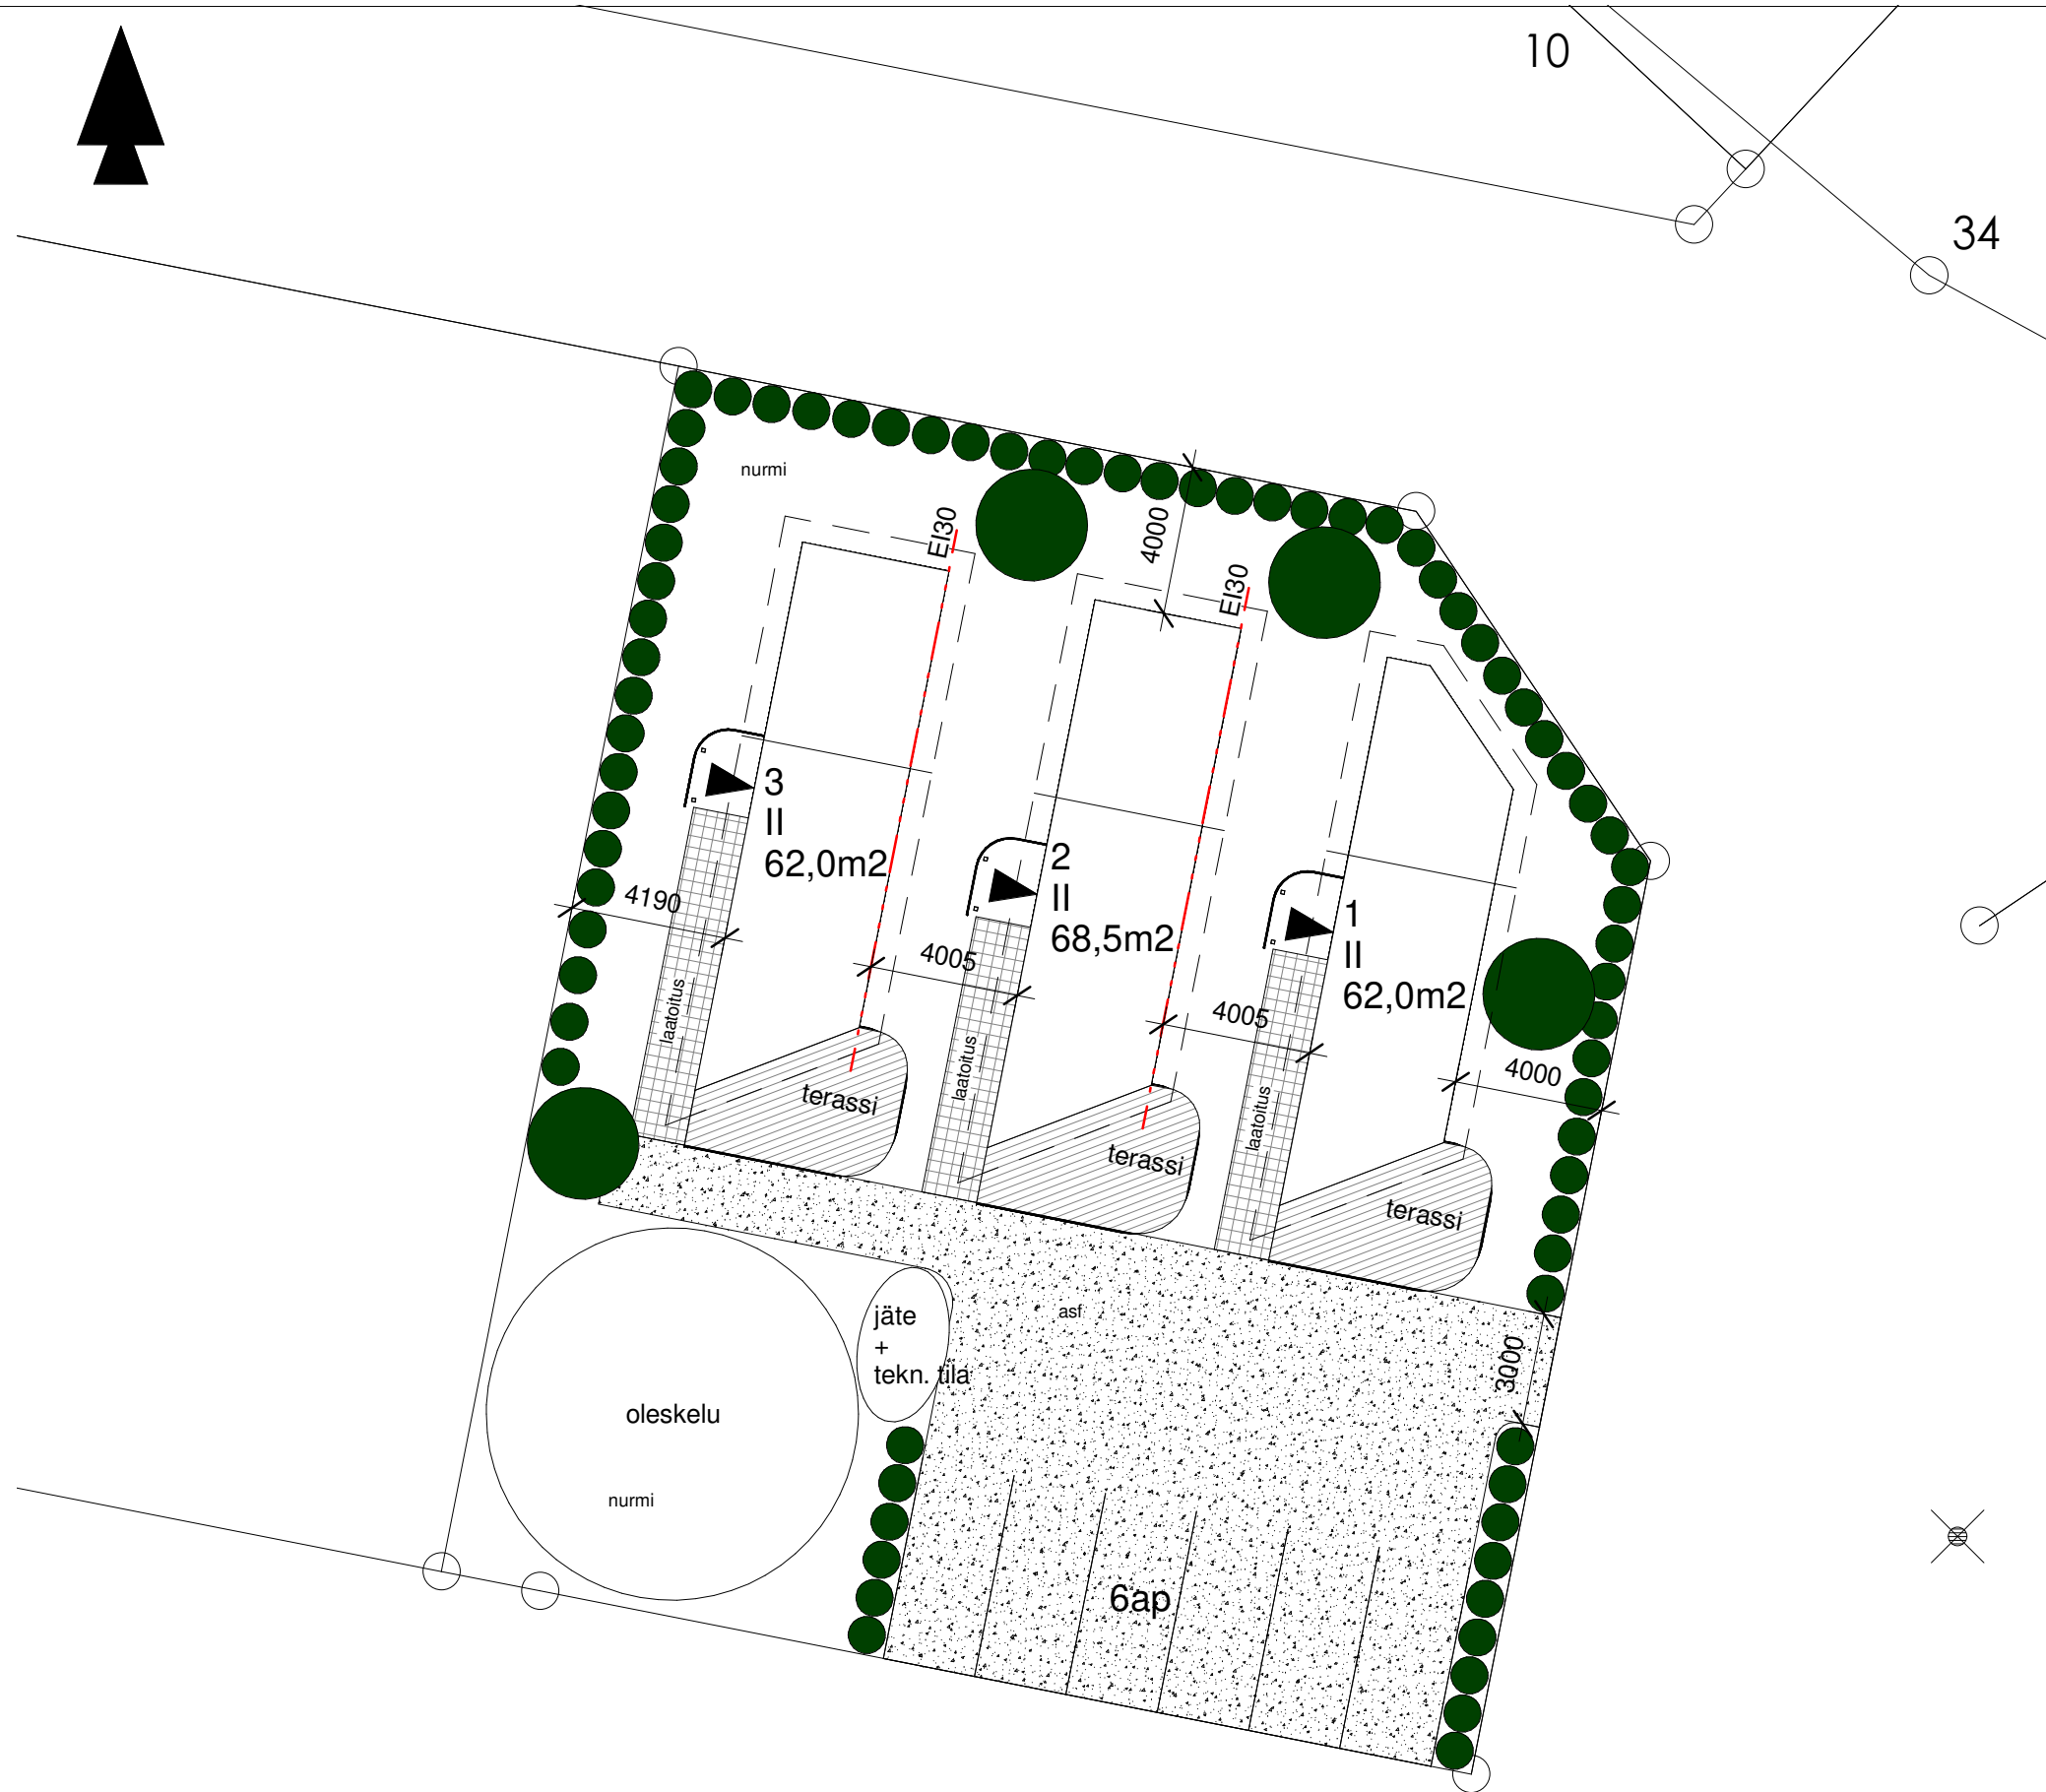 10
34
nurmi
EI30
4000
EI30
3
II
62,0m2
2
II
68,5m2
1
II
62,0m2
4190
4005
4005
4000
laatoitus
laatoitus
laatoitus
terassi
terassi
terassi
jäte
+
tekn. tila
asf
3000
oleskelu
nurmi
6ap